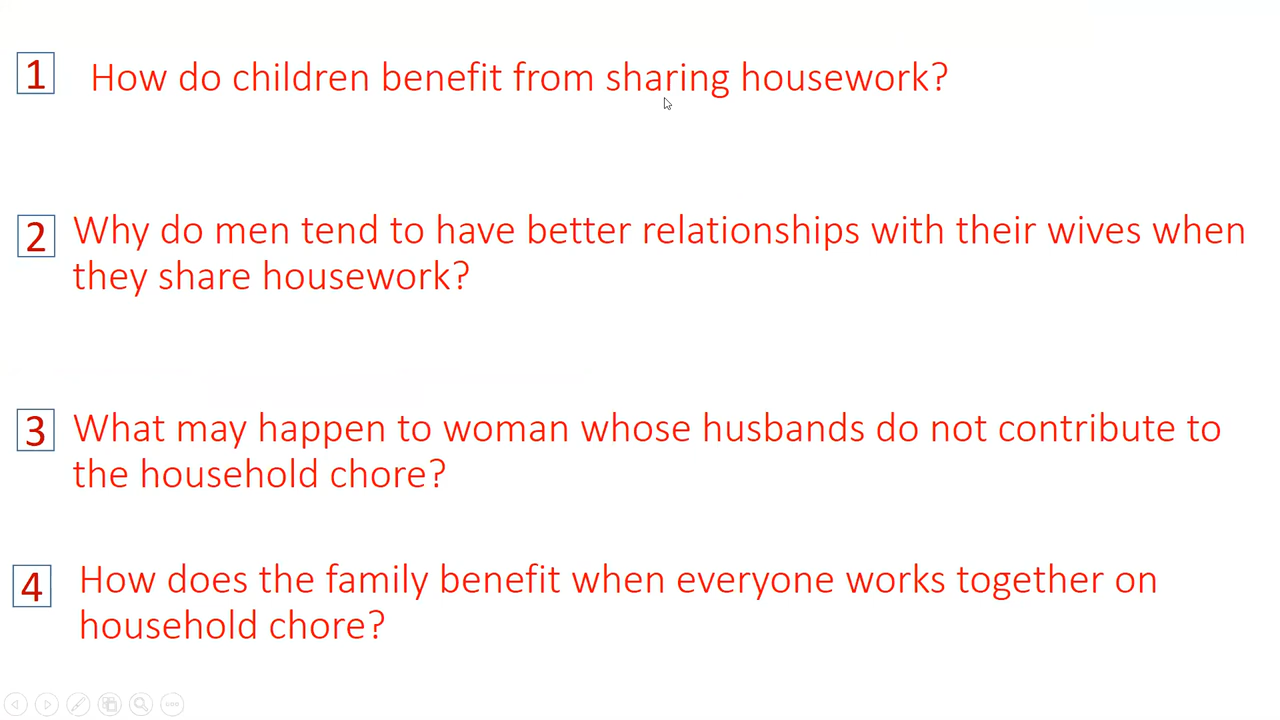 1 How do children benefit from sharing housework?
2 Why do men tend to have better relationships with their wives when
they share housework?
3 What may happen to woman whose husbands do not contribute to
the household chore?
4 How does the family benefit when everyone works together on
household chore?